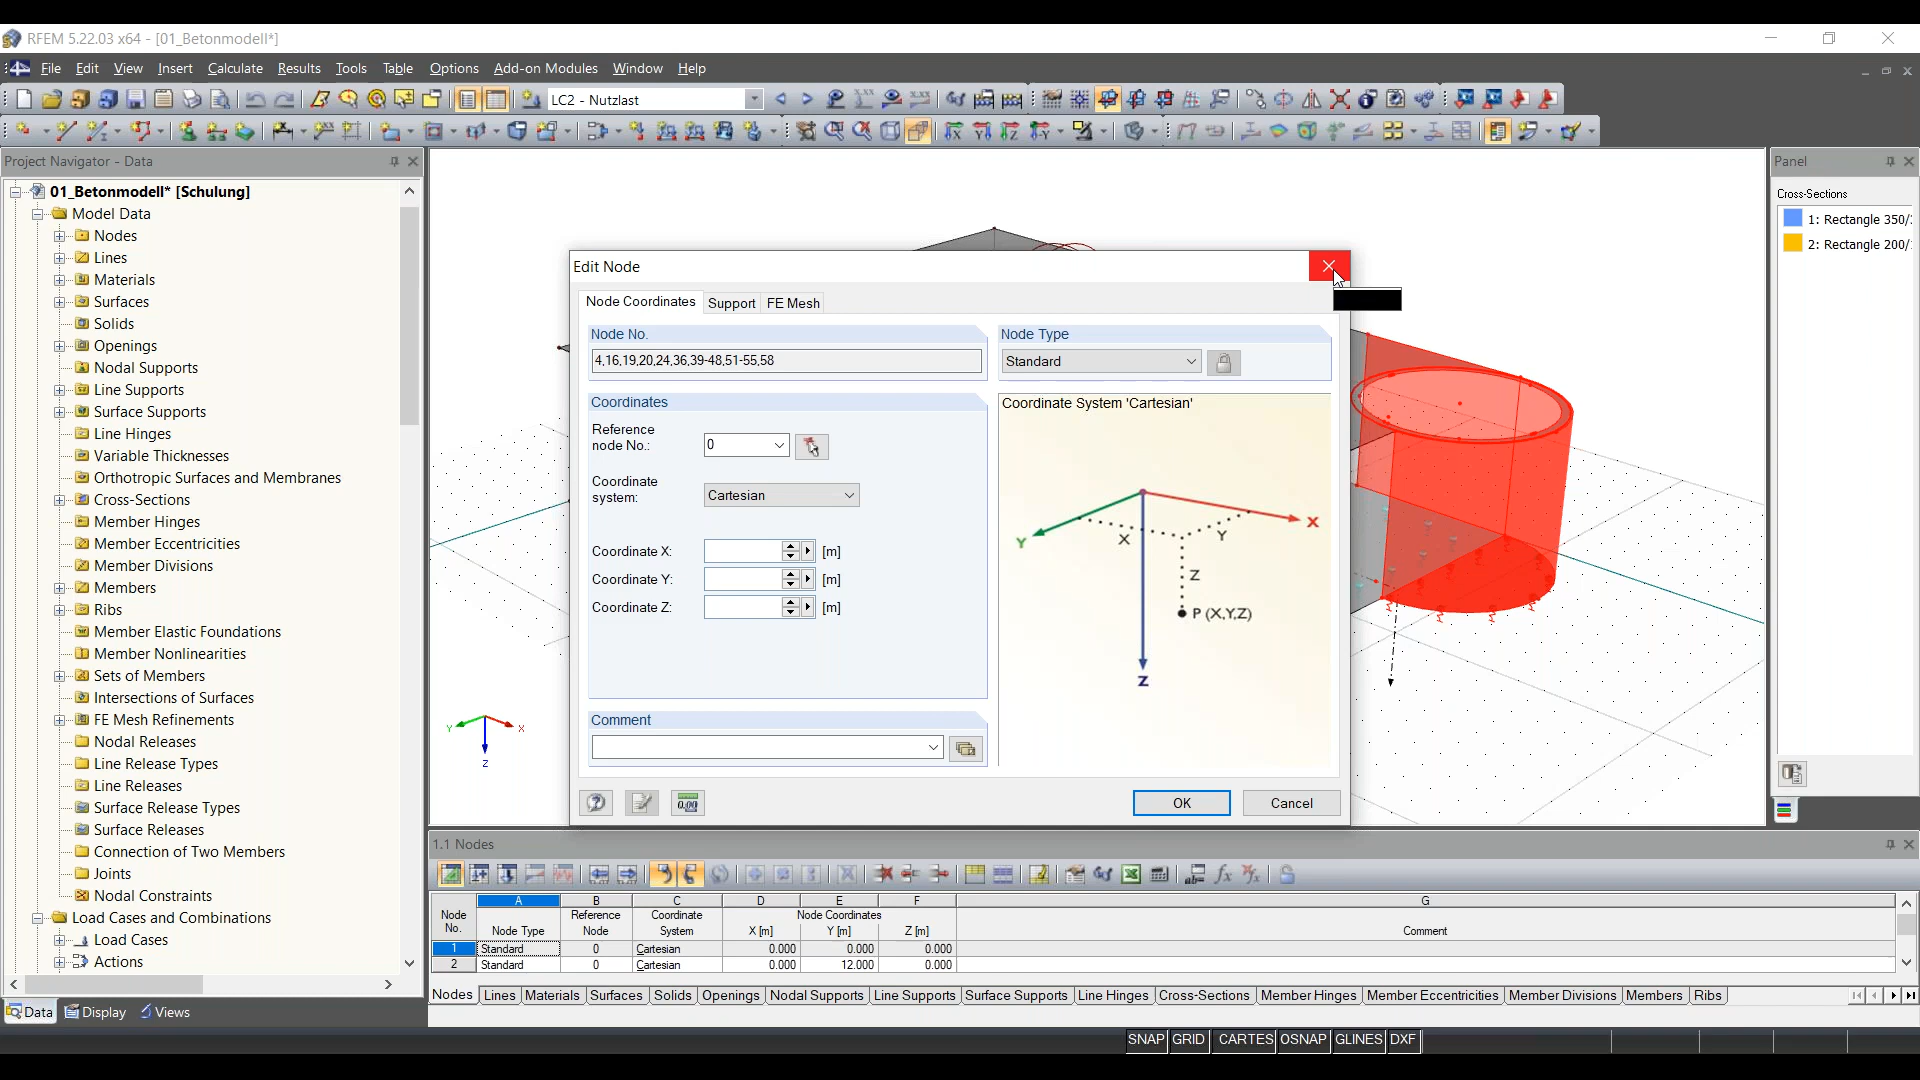 RFEM 5.22.03 x64 - [01_Betonmodell*]
File Edit View Insert Calculate Results Tools Table Options Add-on Modules Window Help
LC2 - Nutzlast
Project Navigator - Data
01_Betonmodell* [Schulung]
Model Data
Nodes
Lines
Materials
Surfaces
Solids
Openings
Nodal Supports
Line Supports
Surface Supports
Line Hinges
Variable Thicknesses
Orthotropic Surfaces and Membranes
Cross-Sections
Member Hinges
Member Eccentricities
Member Divisions
Members
Ribs
Member Elastic Foundations
Member Nonlinearities
Sets of Members
Intersections of Surfaces
FE Mesh Refinements
Nodal Releases
Line Release Types
Line Releases
Surface Release Types
Surface Releases
Connection of Two Members
Joints
Nodal Constraints
Load Cases and Combinations
Load Cases
Actions
Data Display Views
Y X
Z
Edit Node
Node Coordinates Support FE Mesh
Node No.
4,16,19,20,24,36,39-48,51-55,58
Node Type
Standard
Coordinates
Reference
node No.: 0
Coordinate
system: Cartesian
Coordinate X: [m]
Coordinate Y: [m]
Coordinate Z: [m]
Comment
Coordinate System 'Cartesian'
X
Y
X
Y
Z
P (X,Y,Z)
Z
0,00
OK Cancel
Panel
Cross-Sections
1: Rectangle 350/
2: Rectangle 200/
1.1 Nodes
A B C D E F G
Node Reference Coordinate Node Coordinates
No. Node Type Node System X [m] Y [m] Z [m] Comment
1 Standard 0 Cartesian 0.000 0.000 0.000
2 Standard 0 Cartesian 0.000 12.000 0.000
Nodes Lines Materials Surfaces Solids Openings Nodal Supports Line Supports Surface Supports Line Hinges Cross-Sections Member Hinges Member Eccentricities Member Divisions Members Ribs
SNAP GRID CARTES OSNAP GLINES DXF